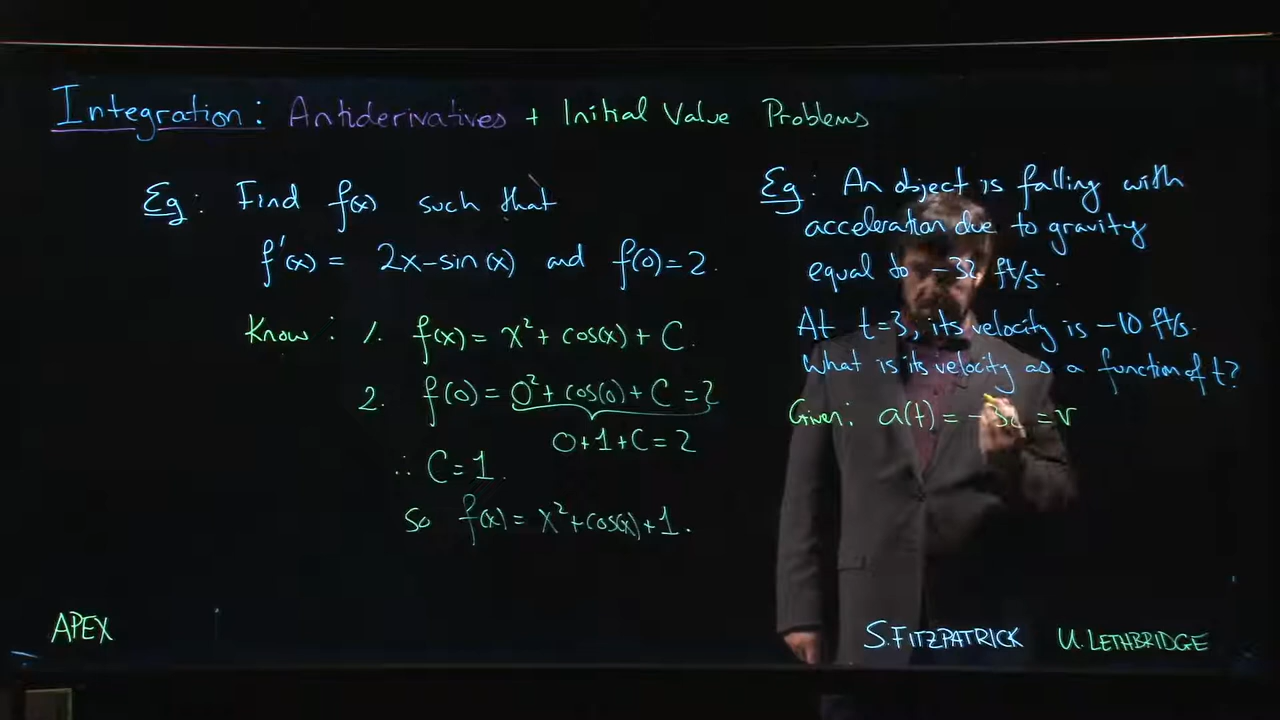 Integration: Antiderivatives + Initial Value Problems
Eg: Find f(x) such that
f'(x) = 2x-sin(x) and f(0)=2.
Know: 1. f(x) = x² + cos(x) + C.
2. f(0) = 0² + cos(0) + C = 2
0+1+C = 2
∴ C=1.
So f(x) = x²+cos(x)+1.
Eg: An object is falling with
acceleration due to gravity
equal to -32 ft/s².
At t=3, its velocity is -10 ft/s.
What is its velocity as a function of t?
Given: a(t) = -32 = v
APEX
S. FITZPATRICK U. LETHBRIDGE